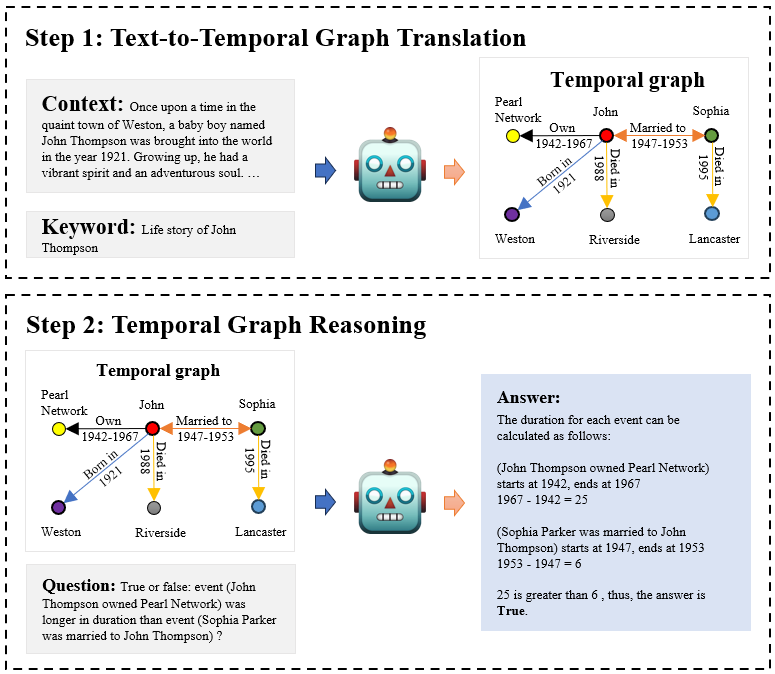 Step 1: Text-to-Temporal Graph Translation
Context: Once upon a time in the
quaint town of Weston, a baby boy named
John Thompson was brought into the world
in the year 1921. Growing up, he had a
vibrant spirit and an adventurous soul. …
Keyword: Life story of John
Thompson
Temporal graph
Pearl
Network
John
Sophia
Own
1942-1967
Married to
1947-1953
Born in
1921
Died in
1988
Died in
1995
Weston
Riverside
Lancaster
Step 2: Temporal Graph Reasoning
Temporal graph
Pearl
Network
John
Sophia
Own
1942-1967
Married to
1947-1953
Born in
1921
Died in
1988
Died in
1995
Weston
Riverside
Lancaster
Question: True or false: event (John
Thompson owned Pearl Network) was
longer in duration than event (Sophia Parker
was married to John Thompson) ?
Answer:
The duration for each event can be
calculated as follows:
(John Thompson owned Pearl Network)
starts at 1942, ends at 1967
1967 - 1942 = 25
(Sophia Parker was married to John
Thompson) starts at 1947, ends at 1953
1953 - 1947 = 6
25 is greater than 6 , thus, the answer is
True.